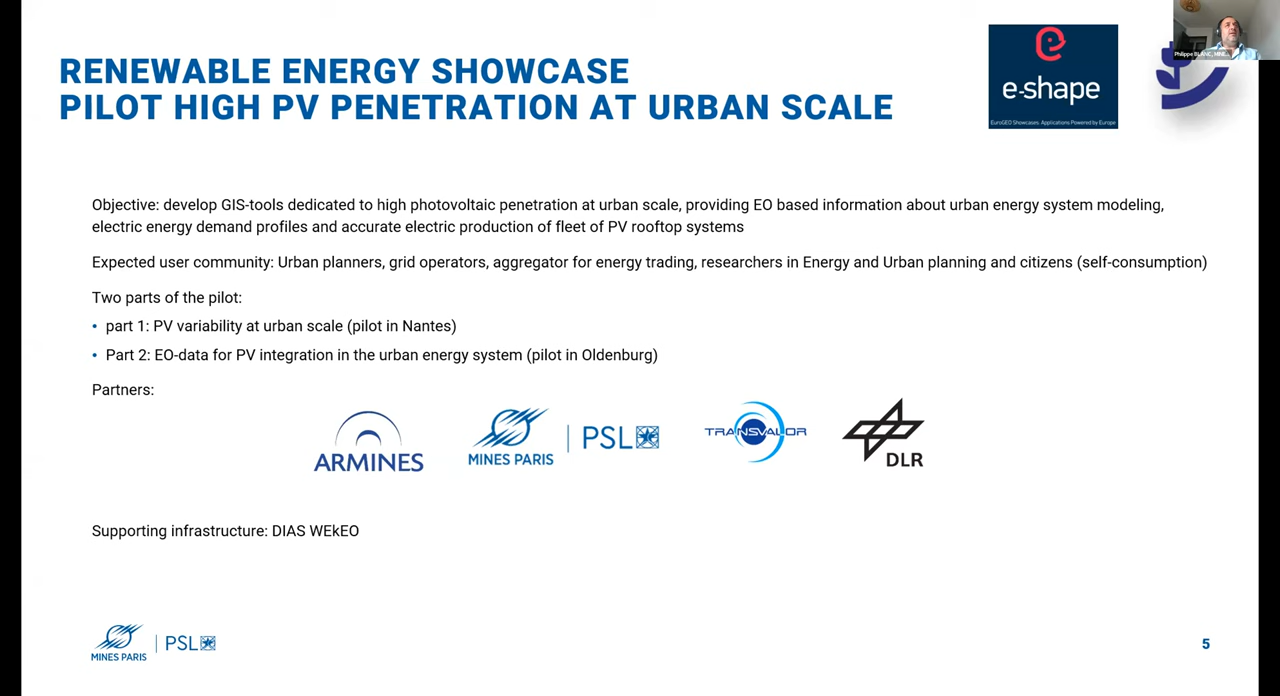 RENEWABLE ENERGY SHOWCASE
PILOT HIGH PV PENETRATION AT URBAN SCALE
e-shape
EuroGEO Showcases: Applications Powered by Europe
Philippe BLANC, MINE...
Objective: develop GIS-tools dedicated to high photovoltaic penetration at urban scale, providing EO based information about urban energy system modeling,
electric energy demand profiles and accurate electric production of fleet of PV rooftop systems
Expected user community: Urban planners, grid operators, aggregator for energy trading, researchers in Energy and Urban planning and citizens (self-consumption)
Two parts of the pilot:
• part 1: PV variability at urban scale (pilot in Nantes)
• Part 2: EO-data for PV integration in the urban energy system (pilot in Oldenburg)
Partners:
ARMINES
MINES PARIS
PSL
TRANSVALOR
DLR
Supporting infrastructure: DIAS WEkEO
MINES PARIS
PSL
5